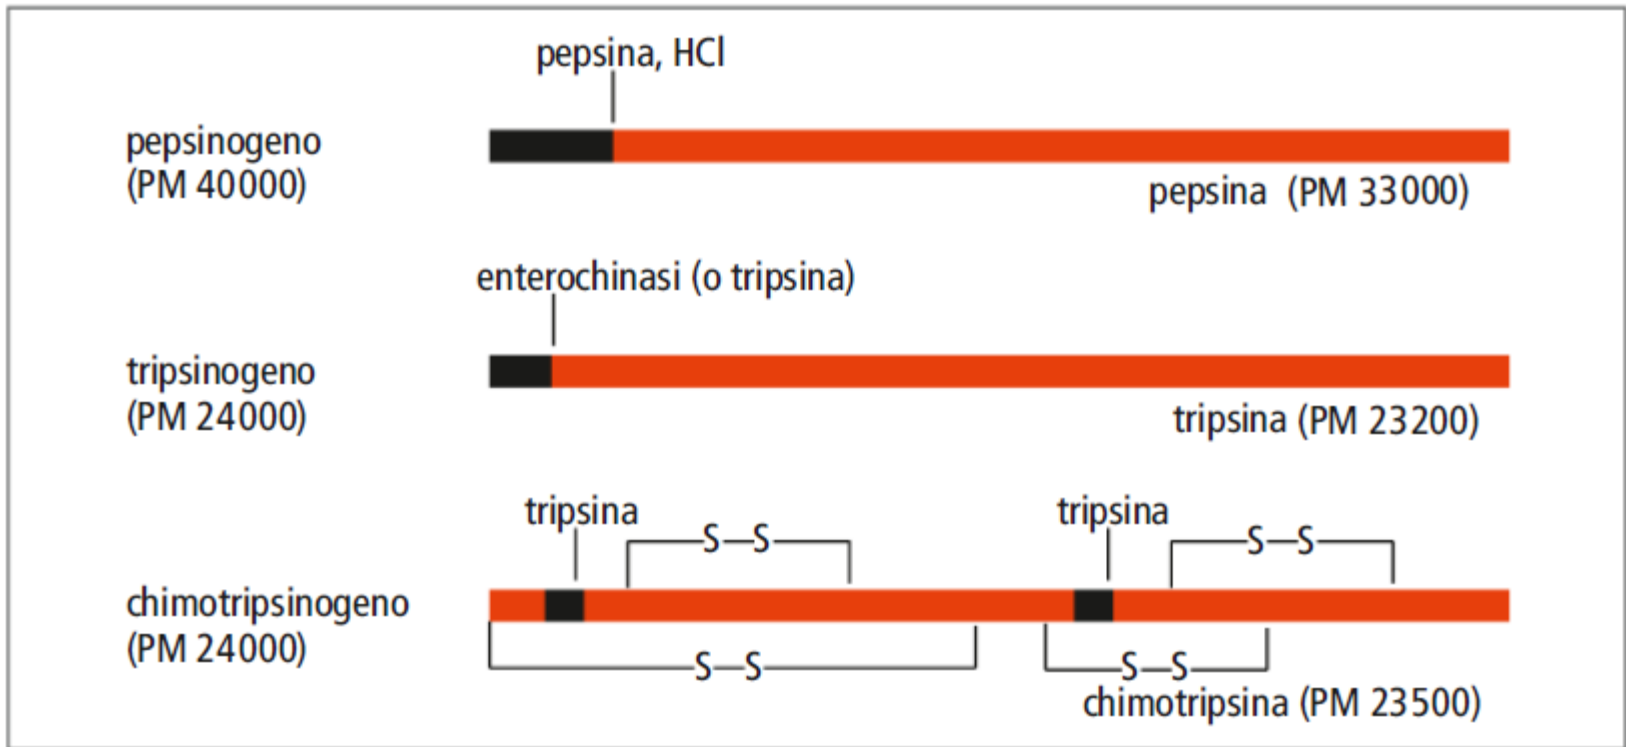 pepsina, HCl
pepsinogeno
(PM 40000)
pepsina (PM 33000)
enterochinasi (o tripsina)
tripsinogeno
(PM 24000)
tripsina (PM 23200)
tripsina
tripsina
S—S
S—S
chimotripsinogeno
(PM 24000)
S—S
S—S
chimotripsina (PM 23500)